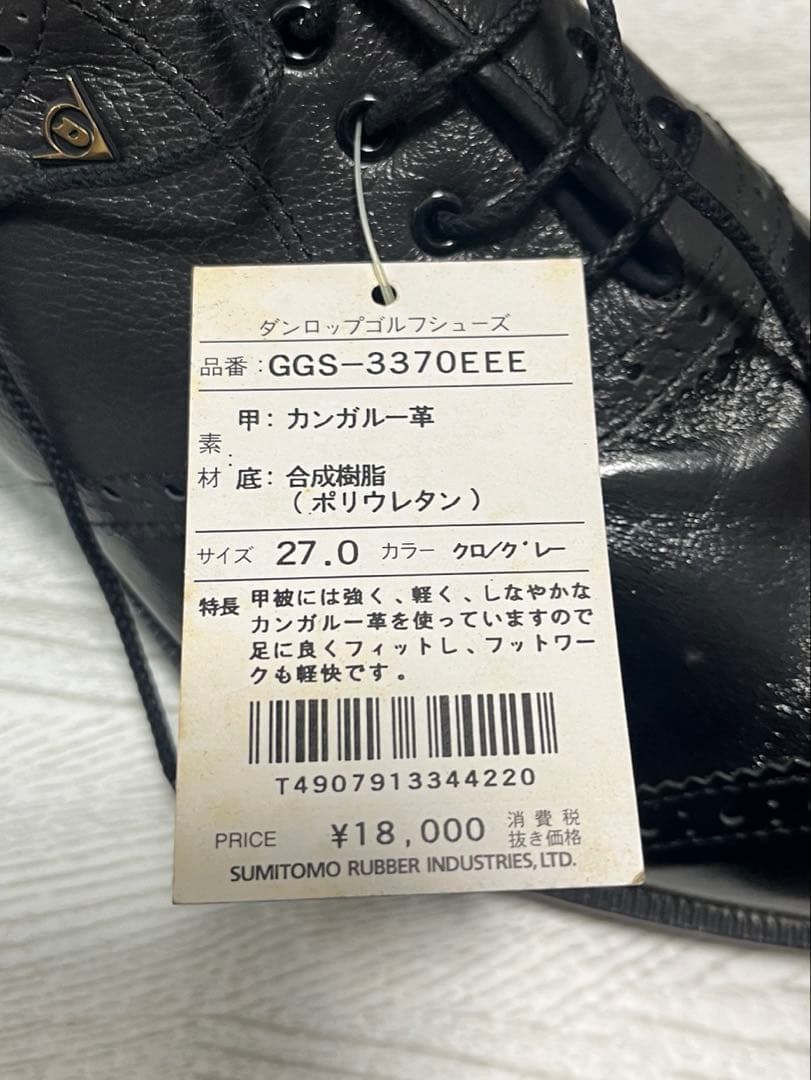 D
ダンロップゴルフシューズ
品番：GGS-3370EEE
素材：
甲：カンガルー革
底：合成樹脂
（ポリウレタン）
サイズ 27.0 カラー クロ/グレー
特長 甲被には強く、軽く、しなやかな
カンガルー革を使っていますので
足に良くフィットし、フットワー
クも軽快です。
T4907913344220
PRICE ¥18,000 消費税
抜き価格
SUMITOMO RUBBER INDUSTRIES,LTD.